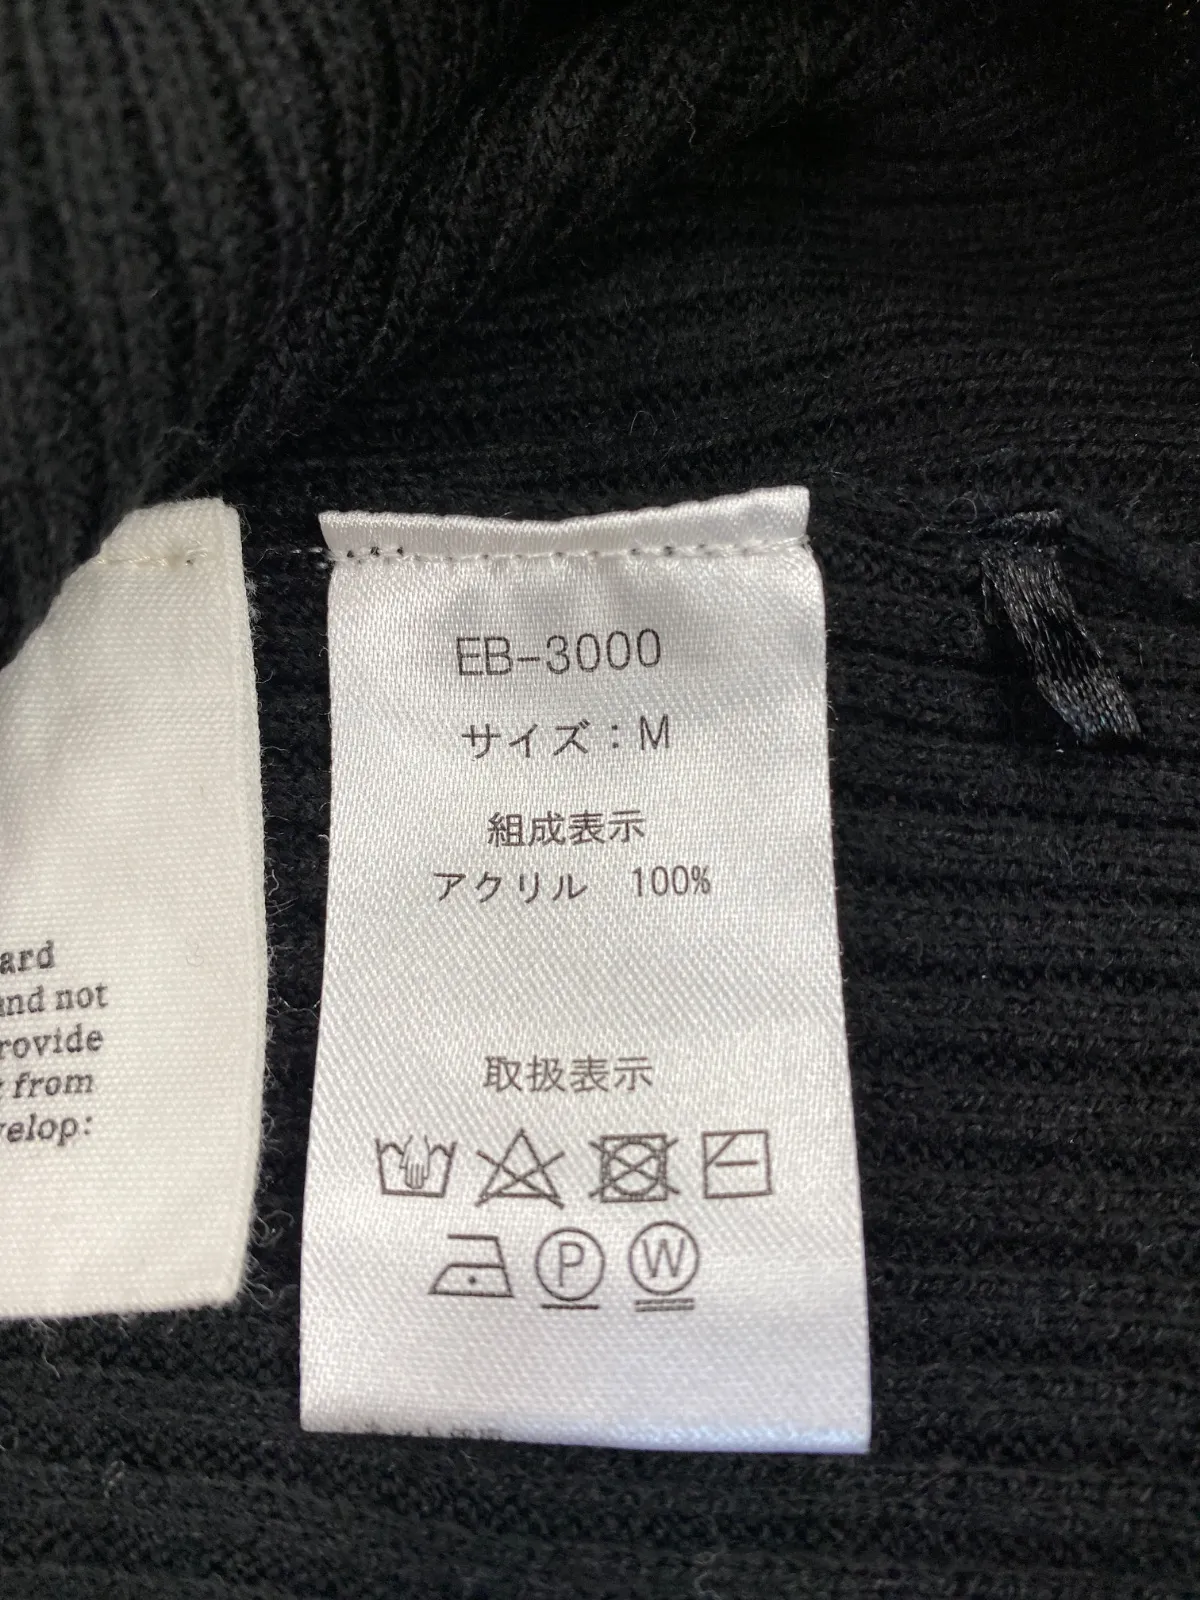 EB-3000
サイズ：M
組成表示
アクリル 100%
取扱表示
P W
ard
and not
rovide
from
velop: